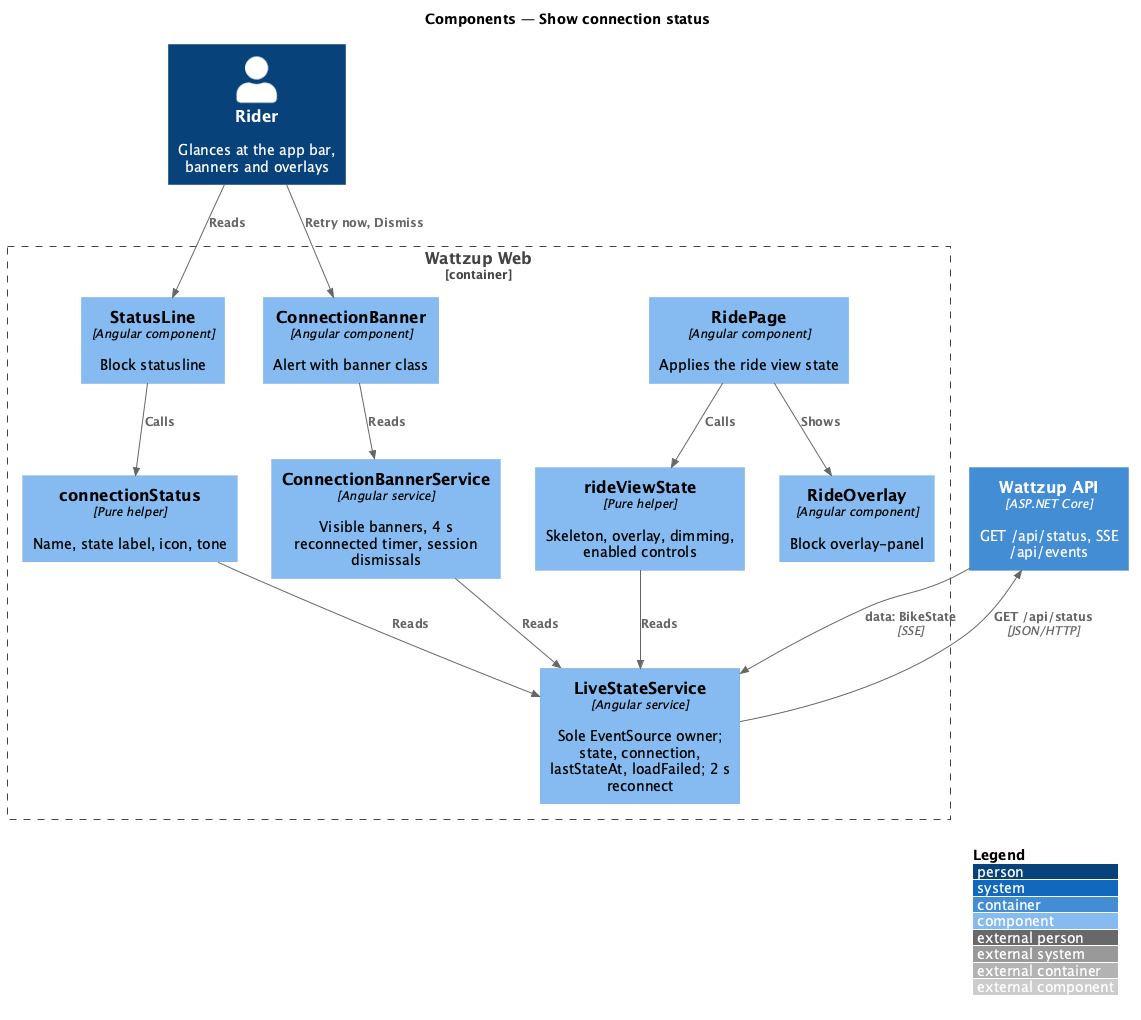 Components — Show connection status
Rider
Glances at the app bar,
banners and overlays
Reads
Retry now, Dismiss
Wattzup Web
[container]
StatusLine
[Angular component]
Block statusline
ConnectionBanner
[Angular component]
Alert with banner class
RidePage
[Angular component]
Applies the ride view state
Calls
Reads
Calls
Shows
connectionStatus
[Pure helper]
Name, state label, icon, tone
ConnectionBannerService
[Angular service]
Visible banners, 4 s
reconnected timer, session
dismissals
rideViewState
[Pure helper]
Skeleton, overlay, dimming,
enabled controls
RideOverlay
[Angular component]
Block overlay-panel
Wattzup API
[ASP.NET Core]
GET /api/status, SSE
/api/events
Reads
Reads
Reads
data: BikeState
[SSE]
GET /api/status
[JSON/HTTP]
LiveStateService
[Angular service]
Sole EventSource owner;
state, connection,
lastStateAt, loadFailed; 2 s
reconnect
Legend
person
system
container
component
external person
external system
external container
external component